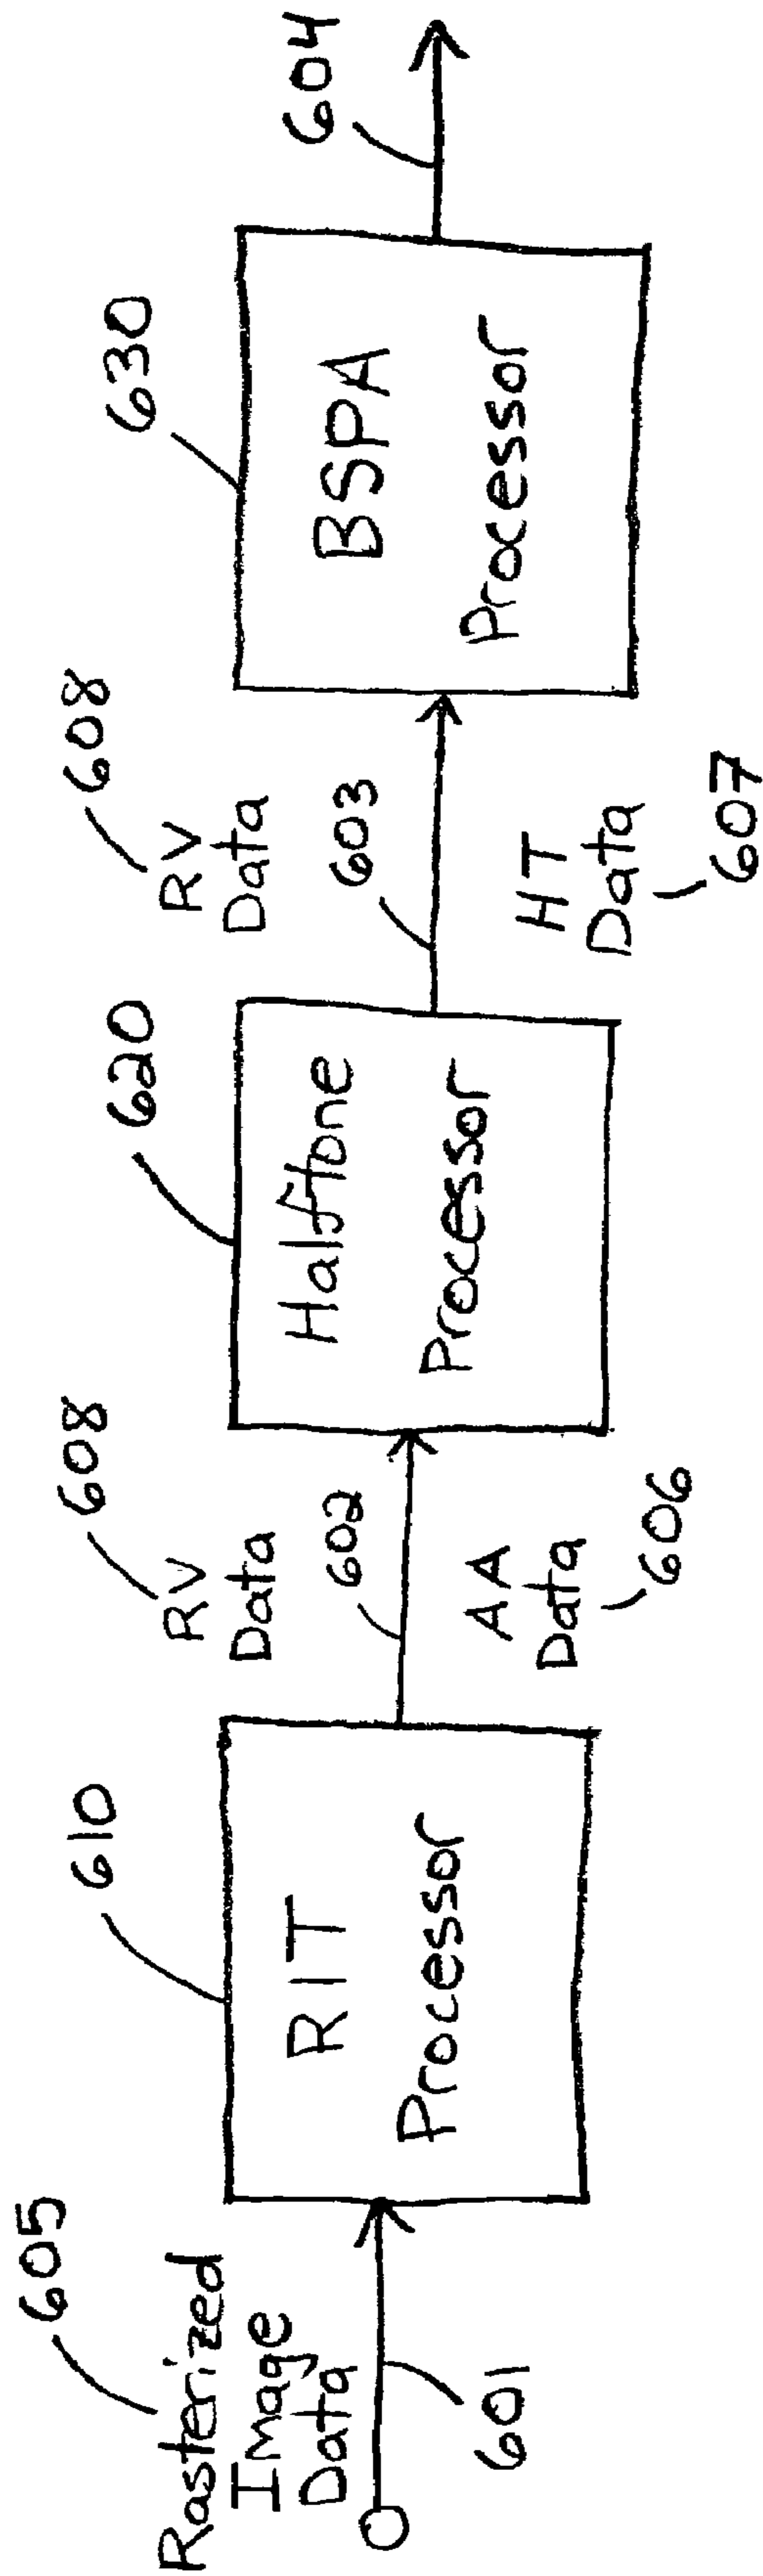 605
Rasterized
Image
Data
601
610
RIT
Processor
608
RV
Data
602
AA
Data
606
620
Halftone
Processor
608
RV
Data
603
HT
Data
607
630
BSPA
Processor
604